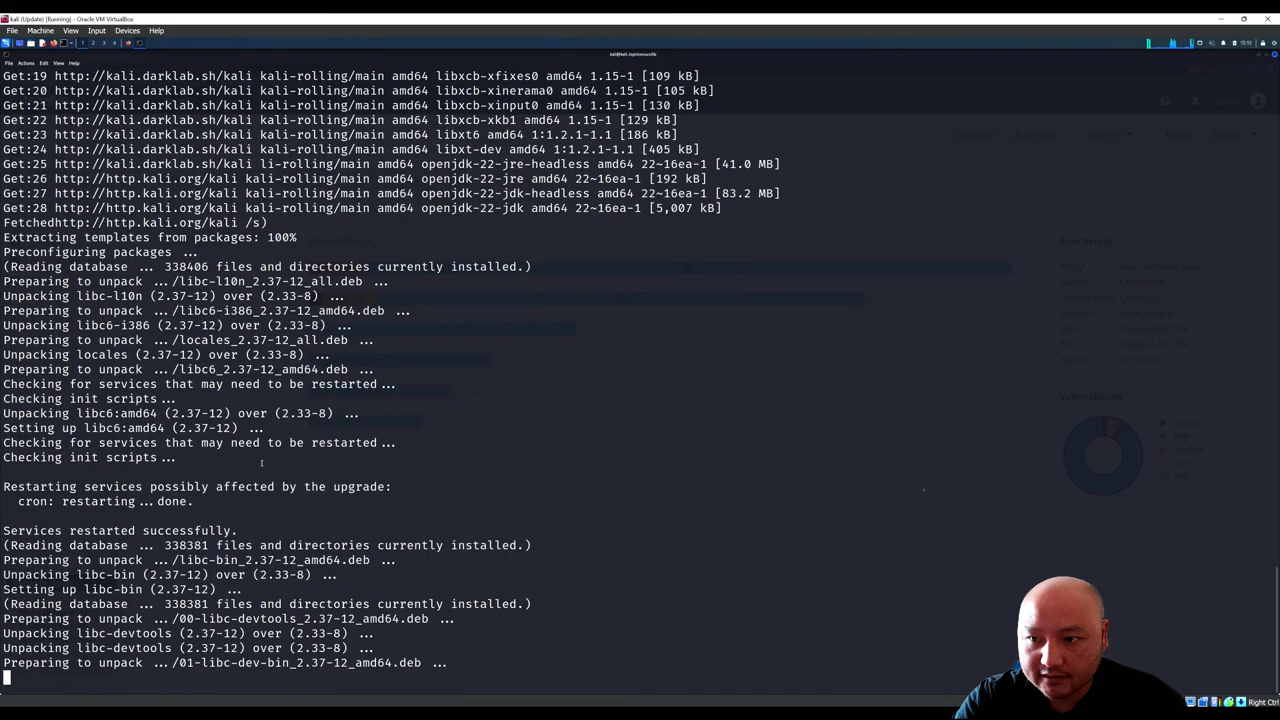 kali (Update) [Running] - Oracle VM VirtualBox
File Machine View Input Devices Help
1 2 3 4
15:10
File Actions Edit View Help
Get:19 http://kali.darklab.sh/kali kali-rolling/main amd64 libxcb-xfixes0 amd64 1.15-1 [109 kB]
Get:20 http://kali.darklab.sh/kali kali-rolling/main amd64 libxcb-xinerama0 amd64 1.15-1 [105 kB]
Get:21 http://kali.darklab.sh/kali kali-rolling/main amd64 libxcb-xinput0 amd64 1.15-1 [130 kB]
Get:22 http://kali.darklab.sh/kali kali-rolling/main amd64 libxcb-xkb1 amd64 1.15-1 [129 kB]
Get:23 http://kali.darklab.sh/kali kali-rolling/main amd64 libxt6 amd64 1:1.2.1-1.1 [186 kB]
Get:24 http://kali.darklab.sh/kali kali-rolling/main amd64 libxt-dev amd64 1:1.2.1-1.1 [405 kB]
Get:25 http://kali.darklab.sh/kali li-rolling/main amd64 openjdk-22-jre-headless amd64 22~16ea-1 [41.0 MB]
Get:26 http://http.kali.org/kali kali-rolling/main amd64 openjdk-22-jre amd64 22~16ea-1 [192 kB]
Get:27 http://http.kali.org/kali kali-rolling/main amd64 openjdk-22-jdk-headless amd64 22~16ea-1 [83.2 MB]
Get:28 http://http.kali.org/kali kali-rolling/main amd64 openjdk-22-jdk amd64 22~16ea-1 [5,007 kB]
Fetchedhttp://http.kali.org/kali /s)
Extracting templates from packages: 100%
Preconfiguring packages ...
(Reading database ... 338406 files and directories currently installed.)
Preparing to unpack .../libc-l10n_2.37-12_all.deb ...
Unpacking libc-l10n (2.37-12) over (2.33-8) ...
Preparing to unpack .../libc6-i386_2.37-12_amd64.deb ...
Unpacking libc6-i386 (2.37-12) over (2.33-8) ...
Preparing to unpack .../locales_2.37-12_all.deb ...
Unpacking locales (2.37-12) over (2.33-8) ...
Preparing to unpack .../libc6_2.37-12_amd64.deb ...
Checking for services that may need to be restarted...
Checking init scripts...
Unpacking libc6:amd64 (2.37-12) over (2.33-8) ...
Setting up libc6:amd64 (2.37-12) ...
Checking for services that may need to be restarted...
Checking init scripts...
Restarting services possibly affected by the upgrade:
cron: restarting...done.
Services restarted successfully.
(Reading database ... 338381 files and directories currently installed.)
Preparing to unpack .../libc-bin_2.37-12_amd64.deb ...
Unpacking libc-bin (2.37-12) over (2.33-8) ...
Setting up libc-bin (2.37-12) ...
(Reading database ... 338381 files and directories currently installed.)
Preparing to unpack .../00-libc-devtools_2.37-12_amd64.deb ...
Unpacking libc-devtools (2.37-12) over (2.33-8) ...
Unpacking libc-devtools (2.37-12) over (2.33-8) ...
Preparing to unpack .../01-libc-dev-bin_2.37-12_amd64.deb ...
Scan Details
Vulnerabilities
Critical
High
Medium
Low
Info
Right Ctrl